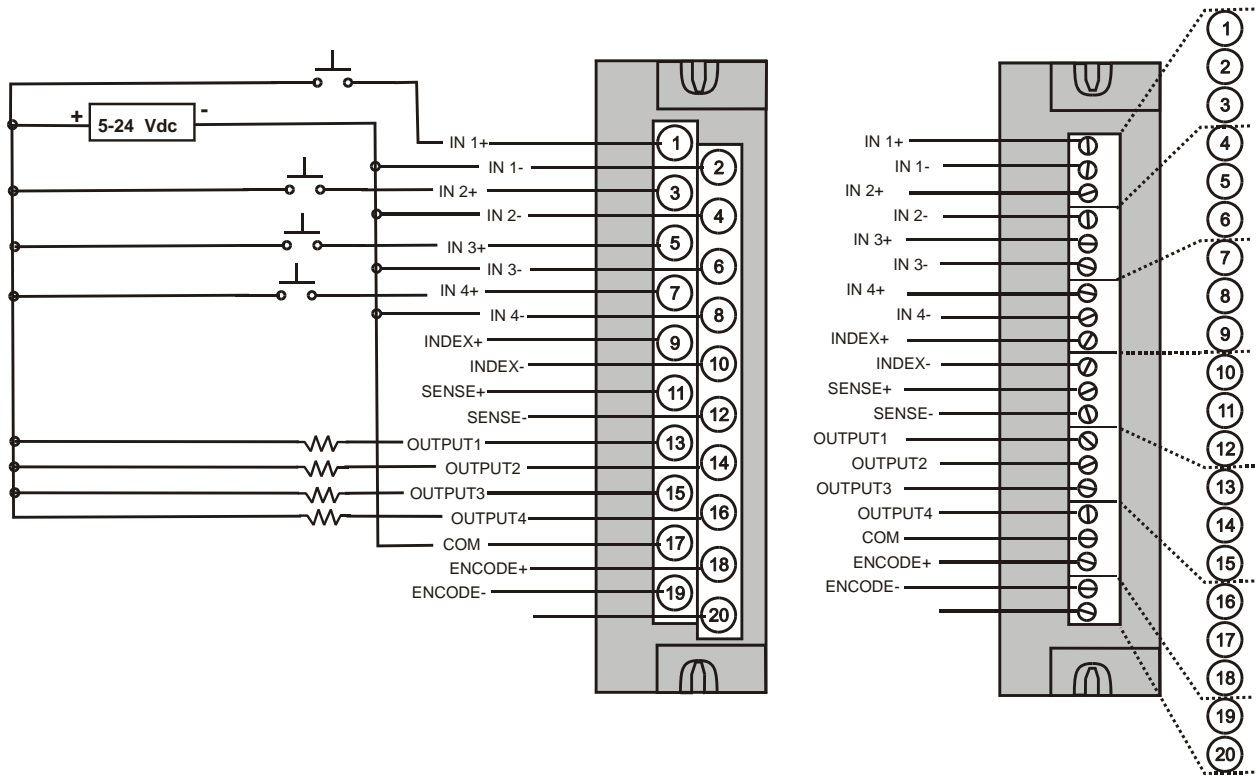 + 5-24 Vdc -
IN 1+
IN 1-
IN 2+
IN 2-
IN 3+
IN 3-
IN 4+
IN 4-
INDEX+
INDEX-
SENSE+
SENSE-
OUTPUT1
OUTPUT2
OUTPUT3
OUTPUT4
COM
ENCODE+
ENCODE-
1
2
3
4
5
6
7
8
9
10
11
12
13
14
15
16
17
18
19
20
IN 1+
IN 1-
IN 2+
IN 2-
IN 3+
IN 3-
IN 4+
IN 4-
INDEX+
INDEX-
SENSE+
SENSE-
OUTPUT1
OUTPUT2
OUTPUT3
OUTPUT4
COM
ENCODE+
ENCODE-
1
2
3
4
5
6
7
8
9
10
11
12
13
14
15
16
17
18
19
20